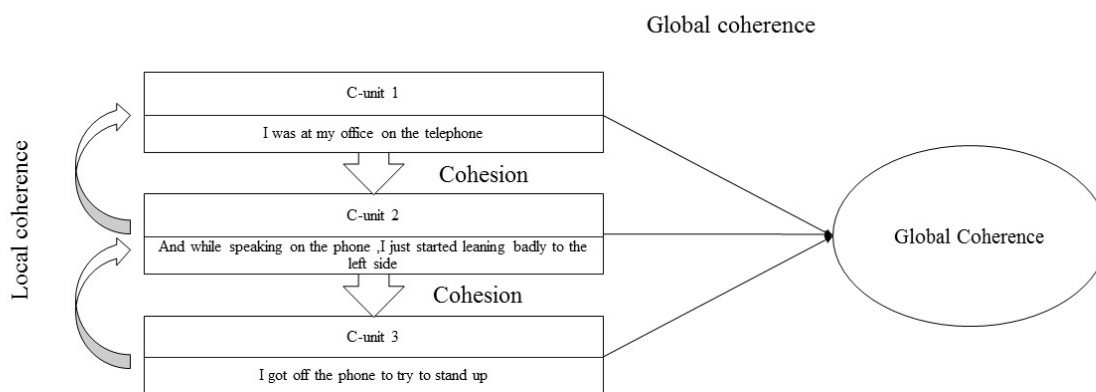 Global coherence
C-unit 1
I was at my office on the telephone
Cohesion
C-unit 2
And while speaking on the phone ,I just started leaning badly to the
left side
Cohesion
C-unit 3
I got off the phone to try to stand up
Local coherence
Global Coherence